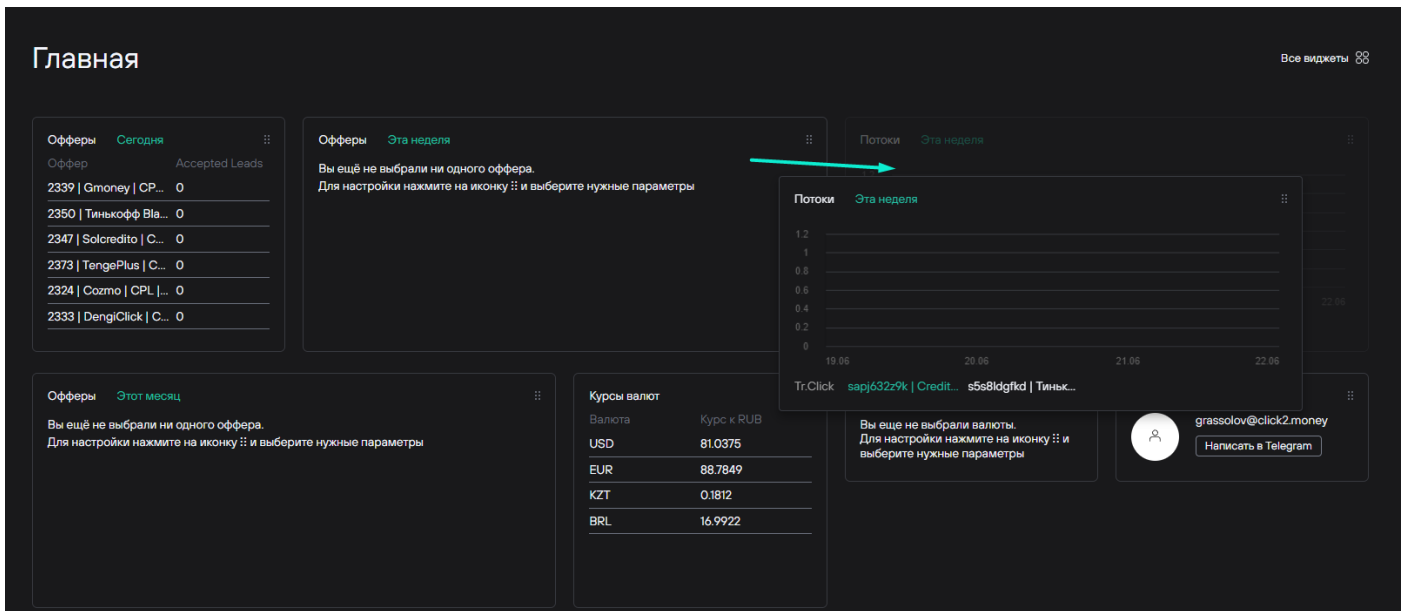 Главная
Все виджеты
Офферы Сегодня
Оффер Accepted Leads
2339 | Gmoney | CP... 0
2350 | Тинькофф Bla... 0
2347 | Solcredito | C... 0
2373 | TengePlus | C... 0
2324 | Cozmo | CPL |... 0
2333 | DengiClick | C... 0
Офферы Эта неделя
Вы ещё не выбрали ни одного оффера.
Для настройки нажмите на иконку ⠿ и выберите нужные параметры
Потоки Эта неделя
22.06
Потоки Эта неделя
1.2
1
0.8
0.6
0.4
0.2
0
19.06 20.06 21.06 22.06
Tr.Click sapj632z9k | Credit... s5s8ldgfkd | Тиньк...
Офферы Этот месяц
Вы ещё не выбрали ни одного оффера.
Для настройки нажмите на иконку ⠿ и выберите нужные параметры
Курсы валют
Валюта Курс к RUB
USD 81.0375
EUR 88.7849
KZT 0.1812
BRL 16.9922
Вы еще не выбрали валюты.
Для настройки нажмите на иконку ⠿ и
выберите нужные параметры
grassolov@click2.money
Написать в Telegram